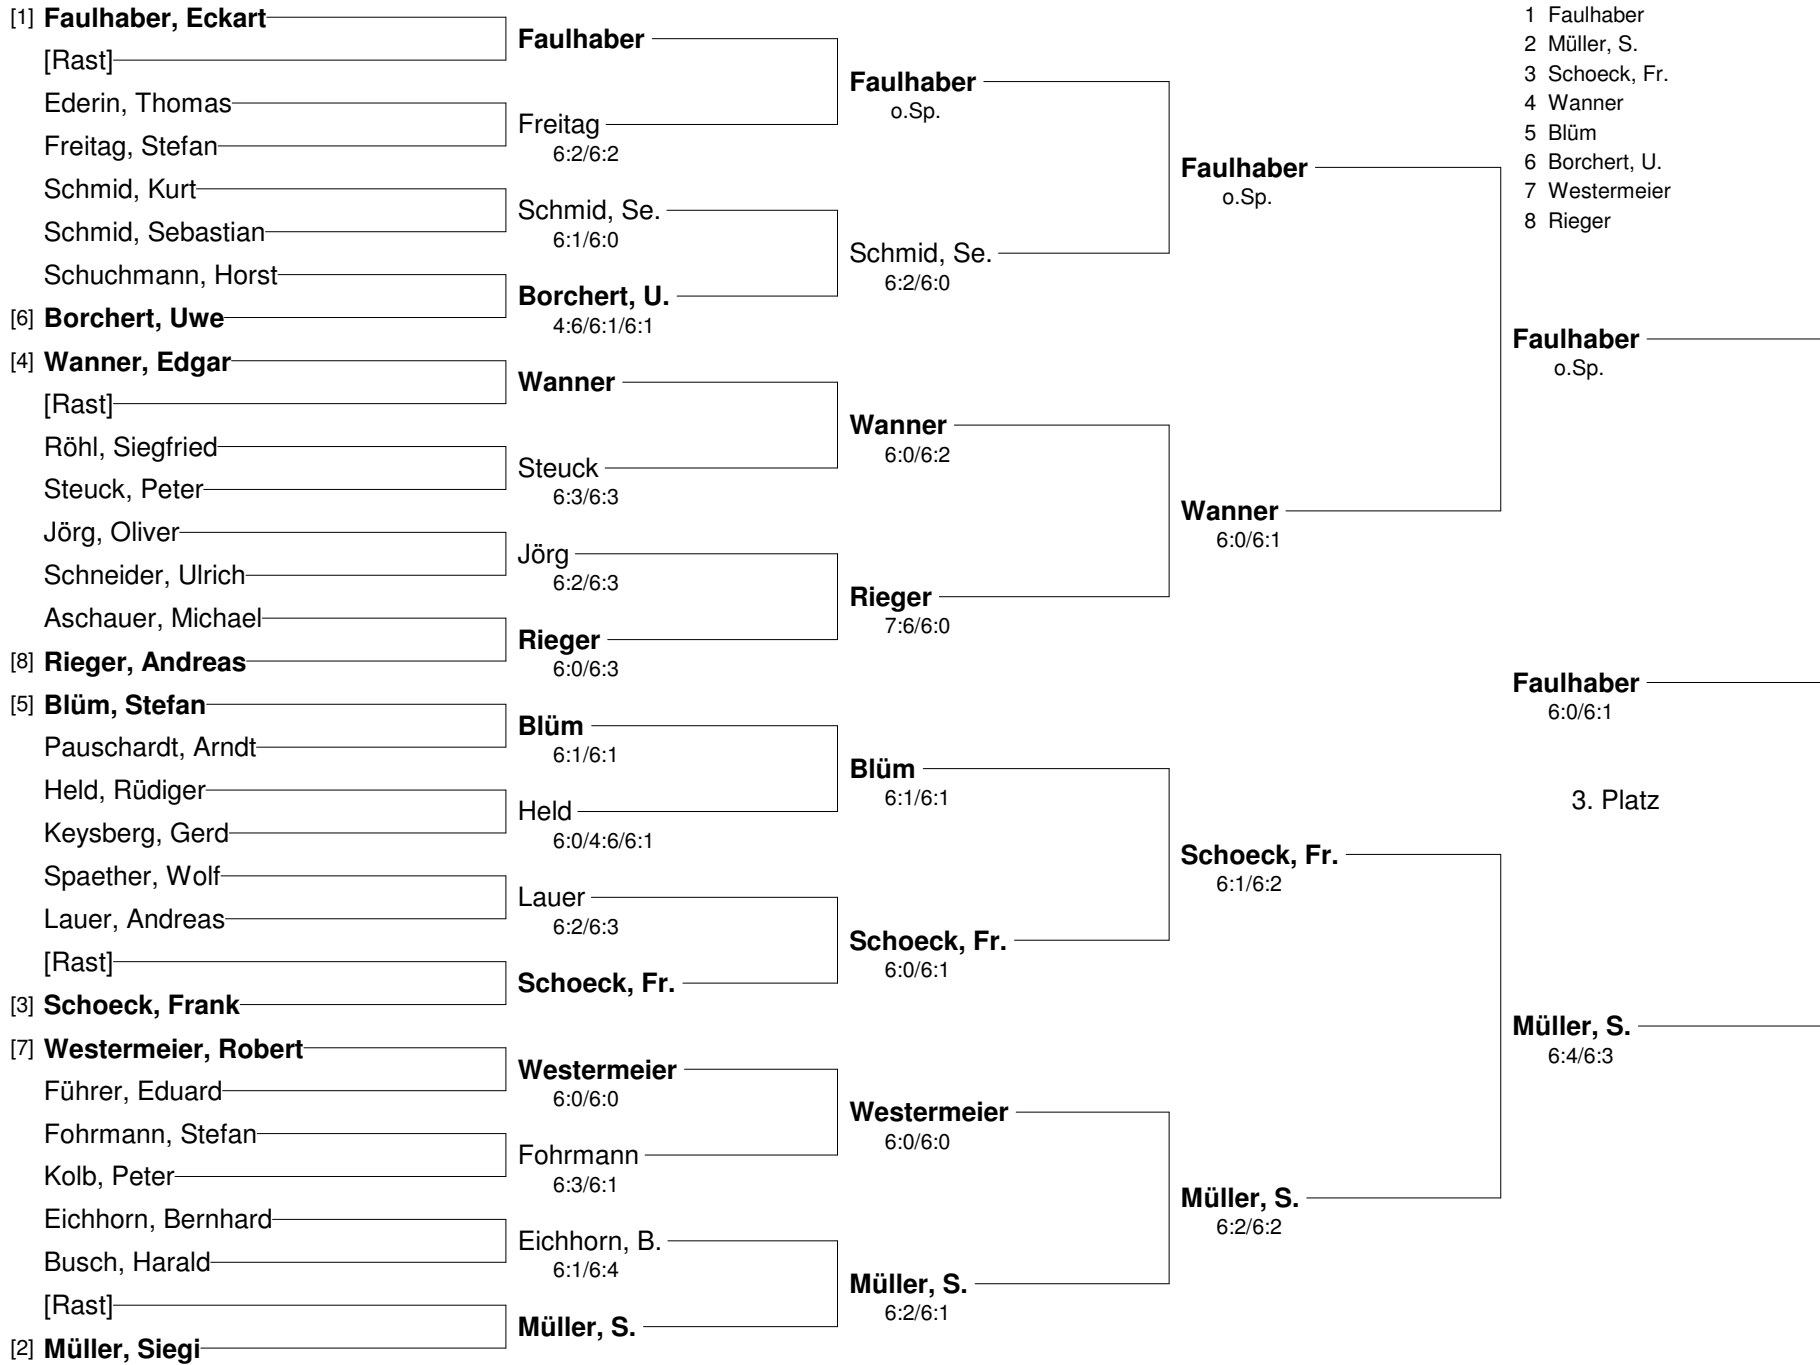 [1] Faulhaber, Eckart
[Rast]
Ederin, Thomas
Freitag, Stefan
Schmid, Kurt
Schmid, Sebastian
Schuchmann, Horst
[6] Borchert, Uwe
[4] Wanner, Edgar
[Rast]
Röhl, Siegfried
Steuck, Peter
Jörg, Oliver
Schneider, Ulrich
Aschauer, Michael
[8] Rieger, Andreas
[5] Blüm, Stefan
Pauschardt, Arndt
Held, Rüdiger
Keysberg, Gerd
Spaether, Wolf
Lauer, Andreas
[Rast]
[3] Schoeck, Frank
[7] Westermeier, Robert
Führer, Eduard
Fohrmann, Stefan
Kolb, Peter
Eichhorn, Bernhard
Busch, Harald
[Rast]
[2] Müller, Siegi
Faulhaber
Freitag
6:2/6:2
Schmid, Se.
6:1/6:0
Borchert, U.
4:6/6:1/6:1
Wanner
Steuck
6:3/6:3
Jörg
6:2/6:3
Rieger
6:0/6:3
Blüm
6:1/6:1
Held
6:0/4:6/6:1
Lauer
6:2/6:3
Schoeck, Fr.
Westermeier
6:0/6:0
Fohrmann
6:3/6:1
Eichhorn, B.
6:1/6:4
Müller, S.
Faulhaber
o.Sp.
Schmid, Se.
6:2/6:0
Wanner
6:0/6:2
Rieger
7:6/6:0
Blüm
6:1/6:1
Schoeck, Fr.
6:0/6:1
Westermeier
6:0/6:0
Müller, S.
6:2/6:1
Faulhaber
o.Sp.
Wanner
6:0/6:1
Schoeck, Fr.
6:1/6:2
Müller, S.
6:2/6:2
1 Faulhaber
2 Müller, S.
3 Schoeck, Fr.
4 Wanner
5 Blüm
6 Borchert, U.
7 Westermeier
8 Rieger
Faulhaber
o.Sp.
Faulhaber
6:0/6:1
3. Platz
Müller, S.
6:4/6:3